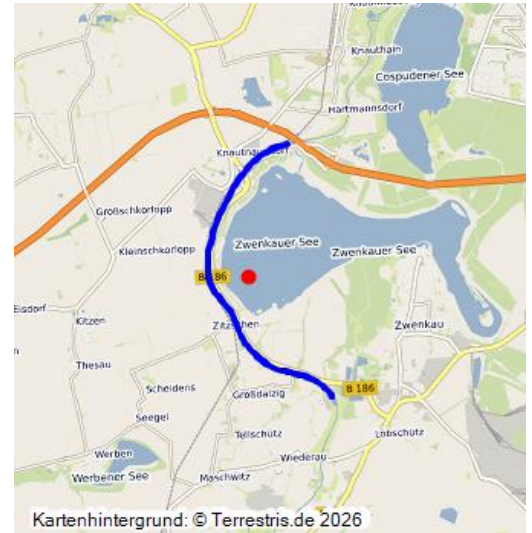 Knauthain
Cospudener See
Hartmannsdorf
Knautnaundorf
Großschkorlopp
Zwenkauer See
Kleinschkorlopp
Zwenkauer See
B 186
Eisdorf
Kitzen
Zitzschen
Zwenkau
Thesau
Scheidens
B 186
Großdalzig
Seegel
Tellschütz
Löbschütz
Werben
Wiederau
Werbener See
Maschwitz
Kartenhintergrund: © Terrestris.de 2026